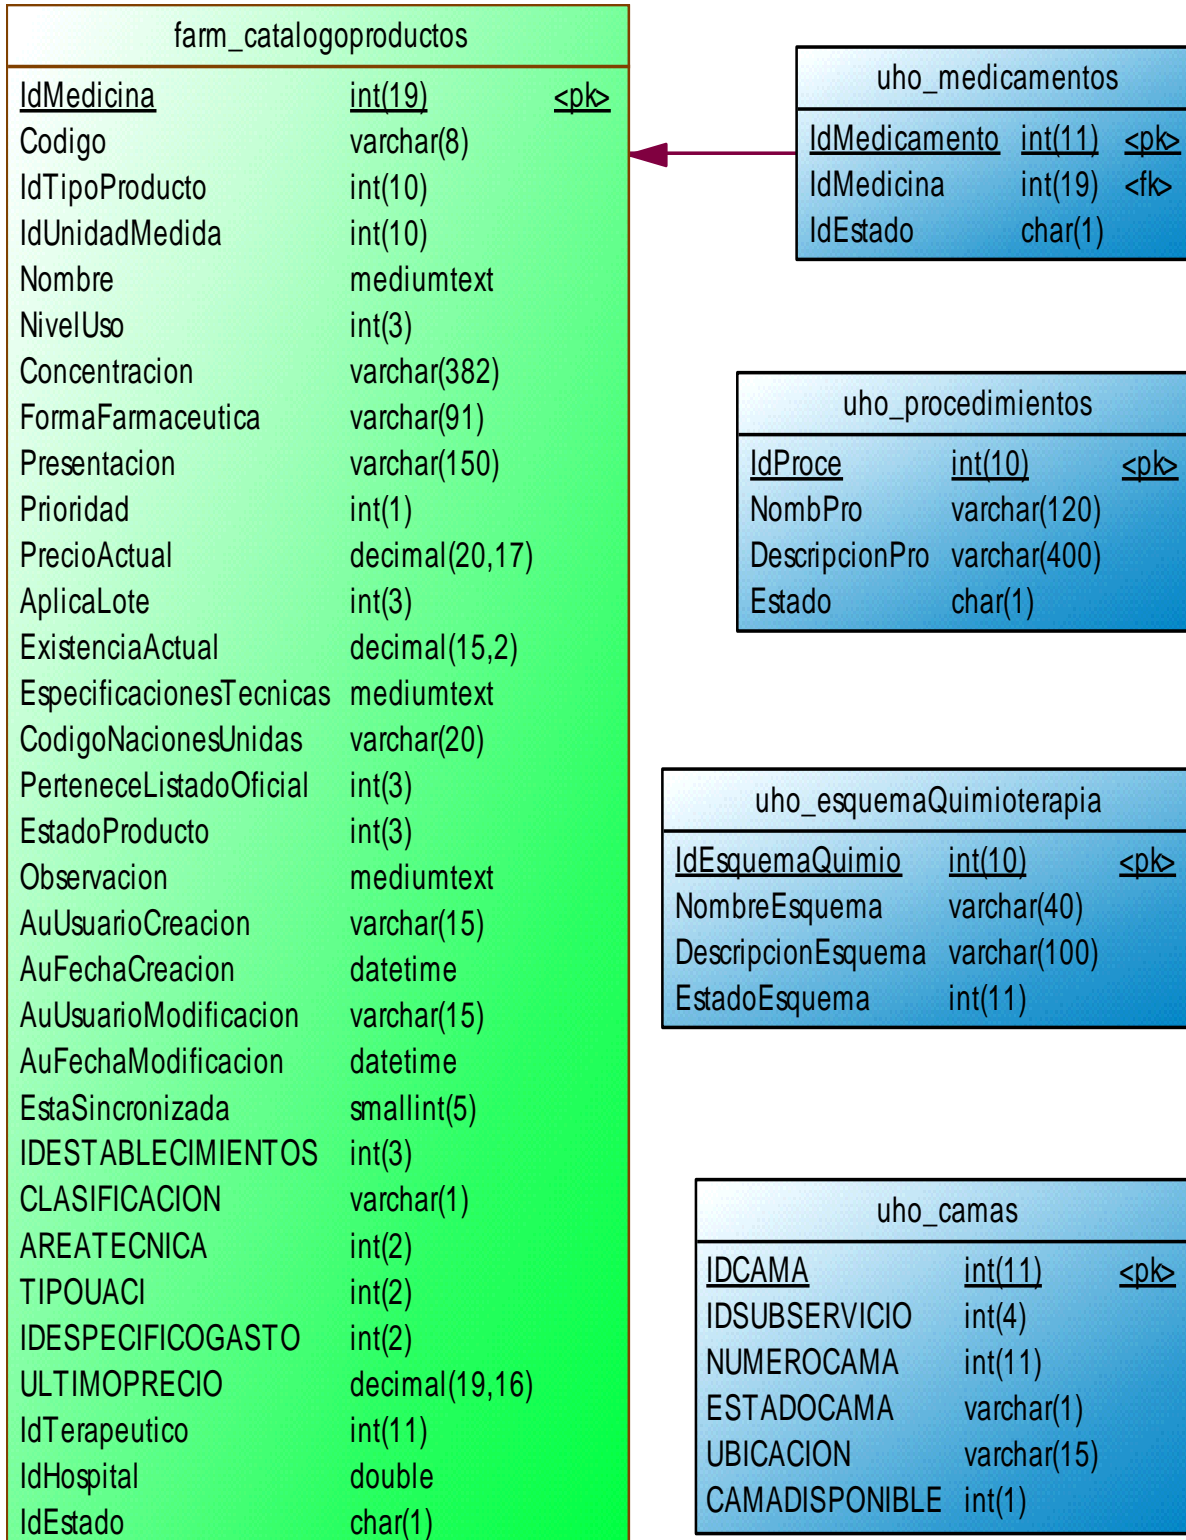 farm_catalogoproductos
IdMedicina int(19) <pk>
Codigo varchar(8)
IdTipoProducto int(10)
IdUnidadMedida int(10)
Nombre mediumtext
NivelUso int(3)
Concentracion varchar(382)
FormaFarmaceutica varchar(91)
Presentacion varchar(150)
Prioridad int(1)
PrecioActual decimal(20,17)
AplicaLote int(3)
ExistenciaActual decimal(15,2)
EspecificacionesTecnicas mediumtext
CodigoNacionesUnidas varchar(20)
PerteneceListadoOficial int(3)
EstadoProducto int(3)
Observacion mediumtext
AuUsuarioCreacion varchar(15)
AuFechaCreacion datetime
AuUsuarioModificacion varchar(15)
AuFechaModificacion datetime
EstaSincronizada smallint(5)
IDESTABLECIMIENTOS int(3)
CLASIFICACION varchar(1)
AREATECNICA int(2)
TIPOUACI int(2)
IDESPECIFICOGASTO int(2)
ULTIMOPRECIO decimal(19,16)
IdTerapeutico int(11)
IdHospital double
IdEstado char(1)
uho_medicamentos
IdMedicamento int(11) <pk>
IdMedicina int(19) <fk>
IdEstado char(1)
uho_procedimientos
IdProce int(10) <pk>
NombPro varchar(120)
DescripcionPro varchar(400)
Estado char(1)
uho_esquemaQuimioterapia
IdEsquemaQuimio int(10) <pk>
NombreEsquema varchar(40)
DescripcionEsquema varchar(100)
EstadoEsquema int(11)
uho_camas
IDCAMA int(11) <pk>
IDSUBSERVICIO int(4)
NUMEROCAMA int(11)
ESTADOCAMA varchar(1)
UBICACION varchar(15)
CAMADISPONIBLE int(1)